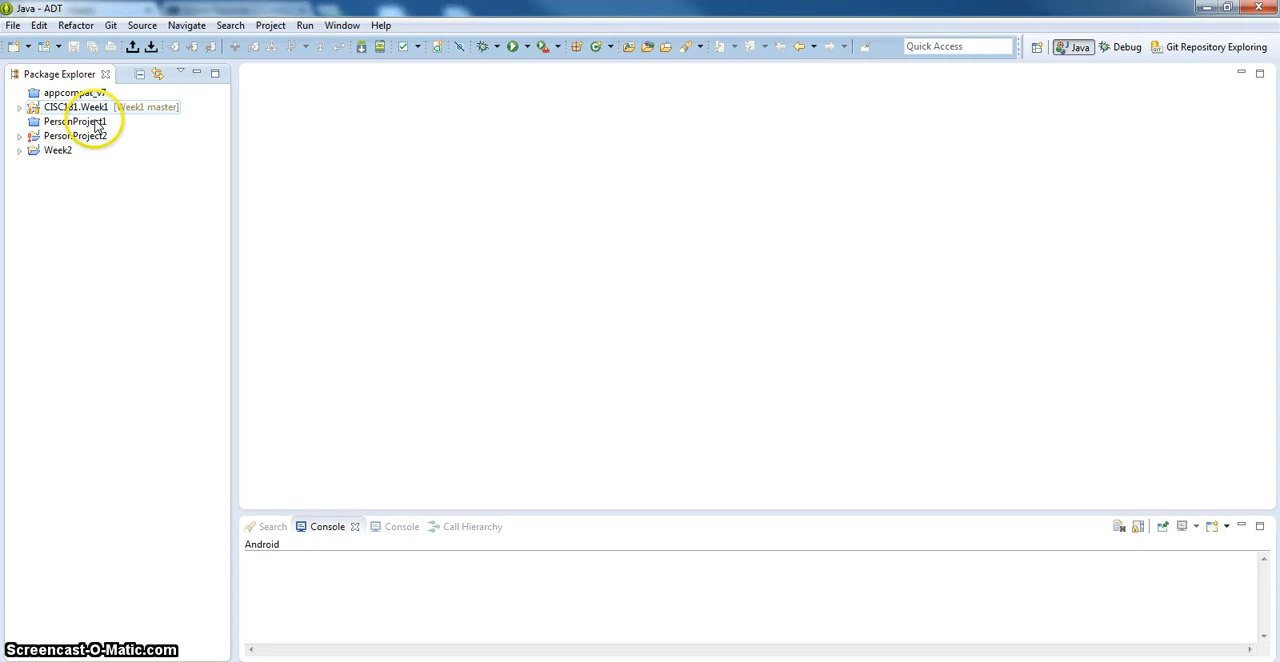 Java - ADT
File Edit Refactor Git Source Navigate Search Project Run Window Help
Quick Access Java Debug Git Repository Exploring
Package Explorer
appcompat_v7
CISC181.Week1 [Week1 master]
PersonProject1
PersonProject2
Week2
Search Console Console Call Hierarchy
Android
Screencast-O-Matic.com